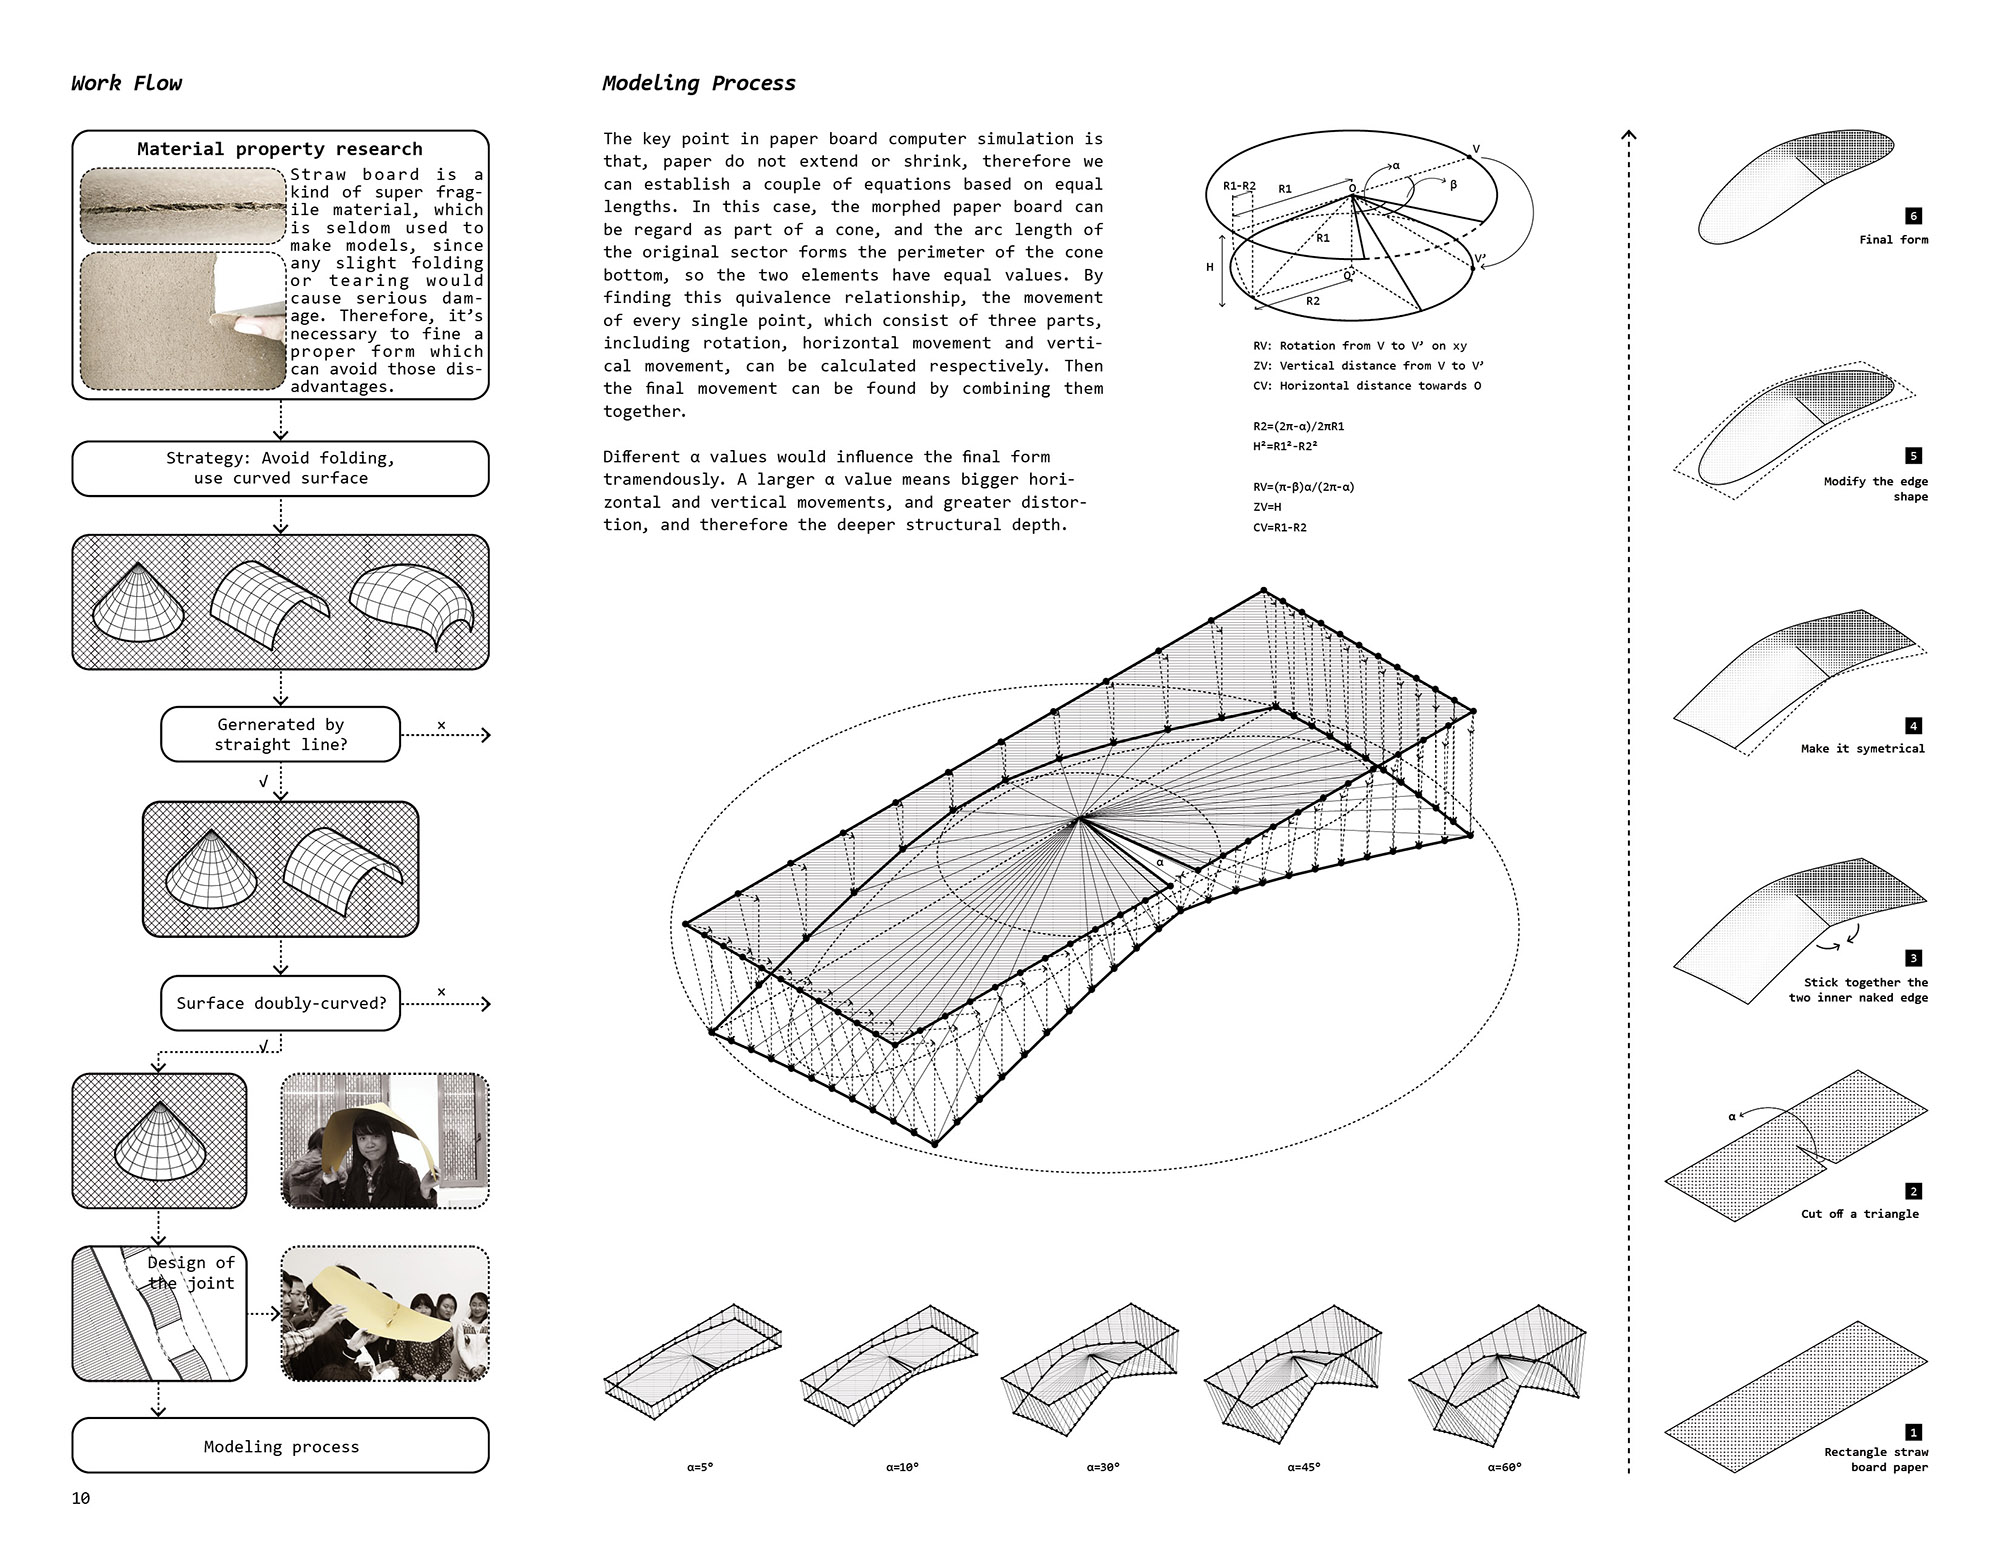 Work Flow
Material property research
Straw board is a
kind of super frag-
ile material, which
is seldom used to
make models, since
any slight folding
or tearing would
cause serious dam-
age. Therefore, it’s
necessary to fine a
proper form which
can avoid those dis-
advantages.
Strategy: Avoid folding,
use curved surface
Gernerated by
straight line?
x
√
Surface doubly-curved?
x
√
Design of
the joint
Modeling process
10
Modeling Process
The key point in paper board computer simulation is
that, paper do not extend or shrink, therefore we
can establish a couple of equations based on equal
lengths. In this case, the morphed paper board can
be regard as part of a cone, and the arc length of
the original sector forms the perimeter of the cone
bottom, so the two elements have equal values. By
finding this quivalence relationship, the movement
of every single point, which consist of three parts,
including rotation, horizontal movement and verti-
cal movement, can be calculated respectively. Then
the final movement can be found by combining them
together.
Different α values would influence the final form
tramendously. A larger α value means bigger hori-
zontal and vertical movements, and greater distor-
tion, and therefore the deeper structural depth.
V
α
β
R1-R2
R1
O
R1
V’
H
O’
R2
RV: Rotation from V to V’ on xy
ZV: Vertical distance from V to V’
CV: Horizontal distance towards O
R2=(2π-α)/2πR1
H²=R1²-R2²
RV=(π-β)α/(2π-α)
ZV=H
CV=R1-R2
α
α=5°
α=10°
α=30°
α=45°
α=60°
6
Final form
5
Modify the edge
shape
4
Make it symetrical
3
Stick together the
two inner naked edge
α
2
Cut off a triangle
1
Rectangle straw
board paper